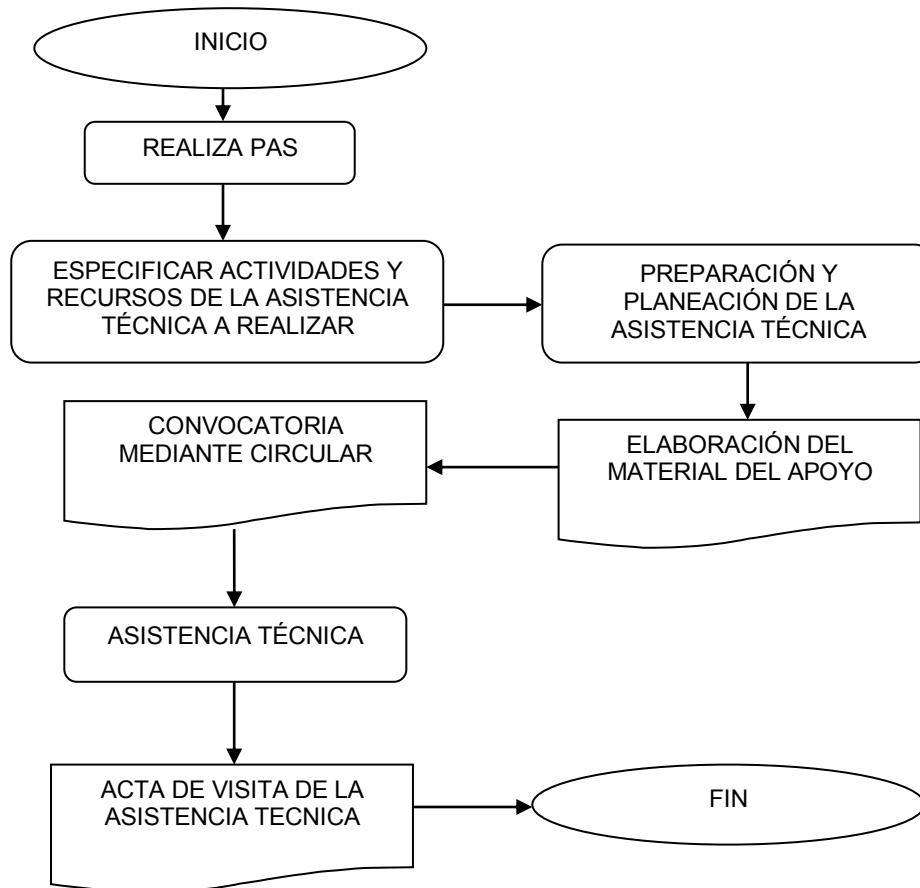 INICIO
REALIZA PAS
ESPECIFICAR ACTIVIDADES Y
RECURSOS DE LA ASISTENCIA
TÉCNICA A REALIZAR
PREPARACIÓN Y
PLANEACIÓN DE LA
ASISTENCIA TÉCNICA
ELABORACIÓN DEL
MATERIAL DEL APOYO
CONVOCATORIA
MEDIANTE CIRCULAR
ASISTENCIA TÉCNICA
ACTA DE VISITA DE LA
ASISTENCIA TECNICA
FIN